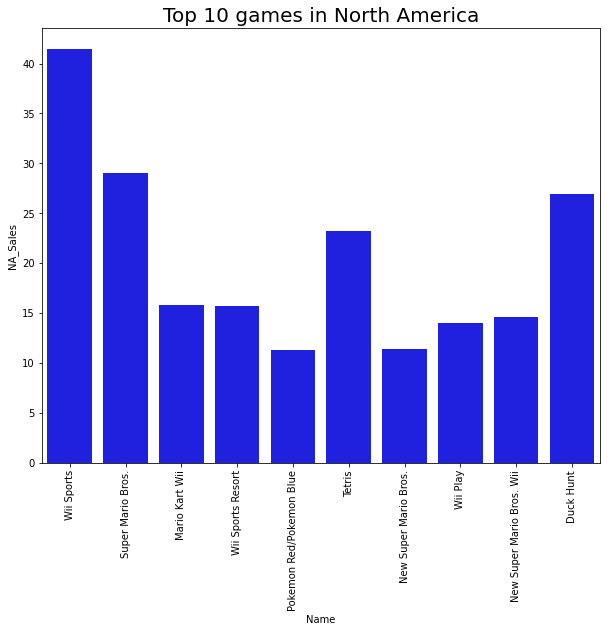 Top 10 games in North America
NA_Sales
40
35
30
25
20
15
10
5
0
Wii Sports
Super Mario Bros.
Mario Kart Wii
Wii Sports Resort
Pokemon Red/Pokemon Blue
Tetris
New Super Mario Bros.
Wii Play
New Super Mario Bros. Wii
Duck Hunt
Name